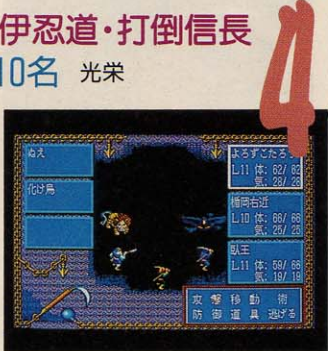 伊忍道・打倒信長
10名 光栄
4
ぬえ
化け鳥
よろずこたろ
L11 体: 62/ 82
気: 28/ 28
楯岡右近
L10 体: 66/ 66
気: 25/ 25
臥王
L11 体: 59/ 66
気: 19/ 19
攻撃 移動 術
防御 道具 逃げる